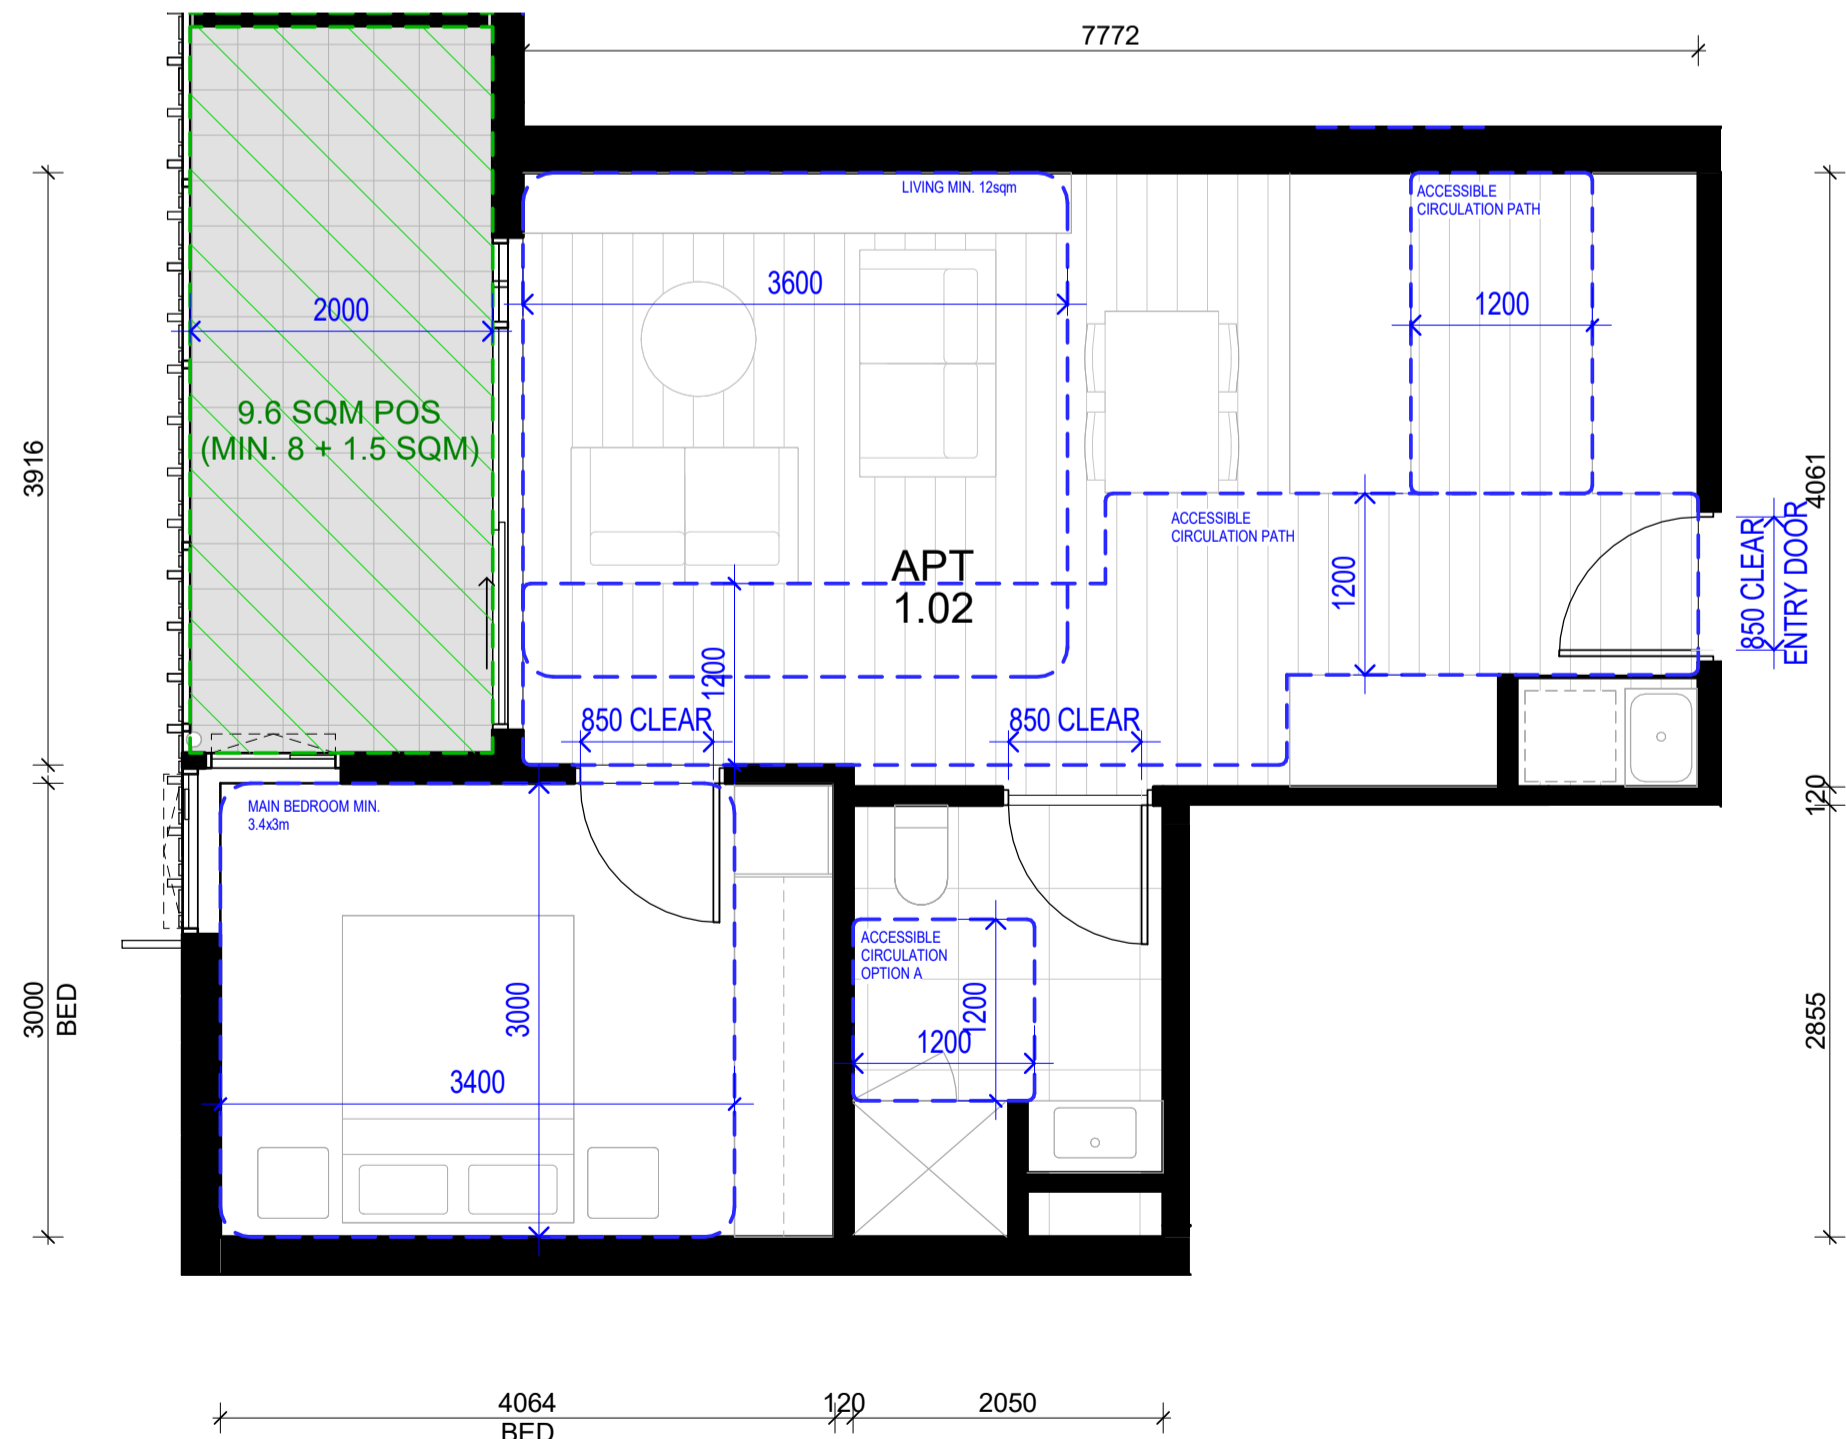 7772
LIVING MIN. 12sqm
ACCESSIBLE
CIRCULATION PATH
3600
1200
2000
9.6 SQM POS
(MIN. 8 + 1.5 SQM)
3916
4061
ACCESSIBLE
CIRCULATION PATH
850 CLEAR
ENTRY DOOR
APT
1.02
1200
1200
850 CLEAR
850 CLEAR
120
MAIN BEDROOM MIN.
3.4x3m
ACCESSIBLE
CIRCULATION
OPTION A
3000
BED
3000
1200
1200
2855
3400
4064
BED
120
2050